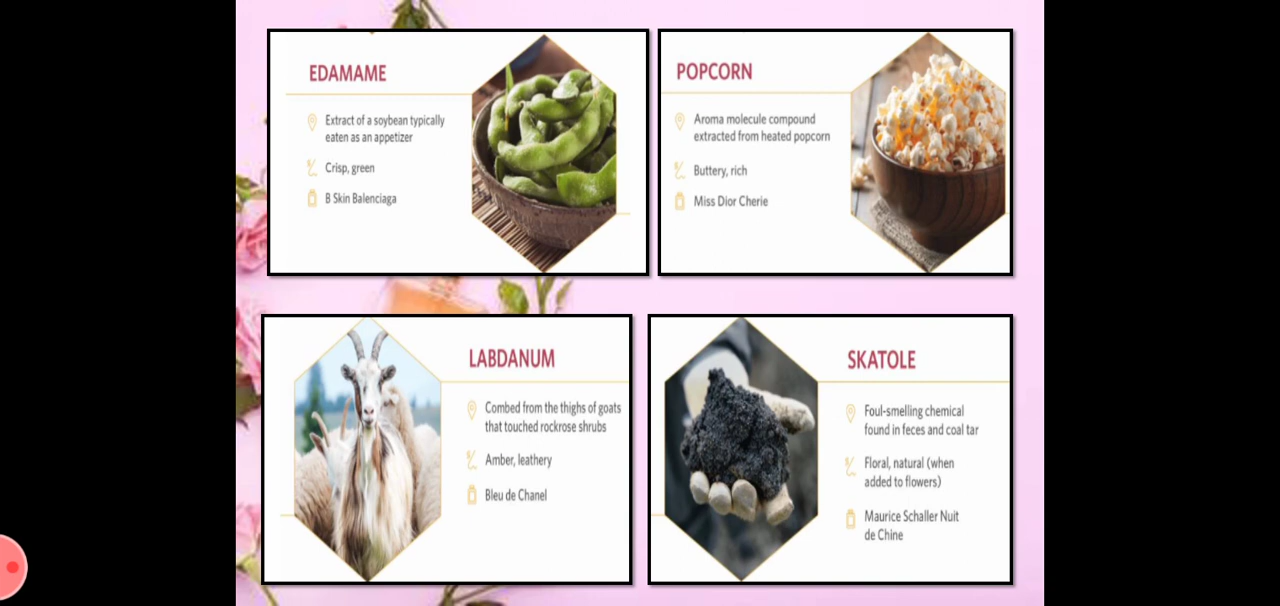 EDAMAME
Extract of a soybean typically
eaten as an appetizer
Crisp, green
B Skin Balenciaga
POPCORN
Aroma molecule compound
extracted from heated popcorn
Buttery, rich
Miss Dior Cherie
LABDANUM
Combed from the thighs of goats
that touched rockrose shrubs
Amber, leathery
Bleu de Chanel
SKATOLE
Foul-smelling chemical
found in feces and coal tar
Floral, natural (when
added to flowers)
Maurice Schaller Nuit
de Chine